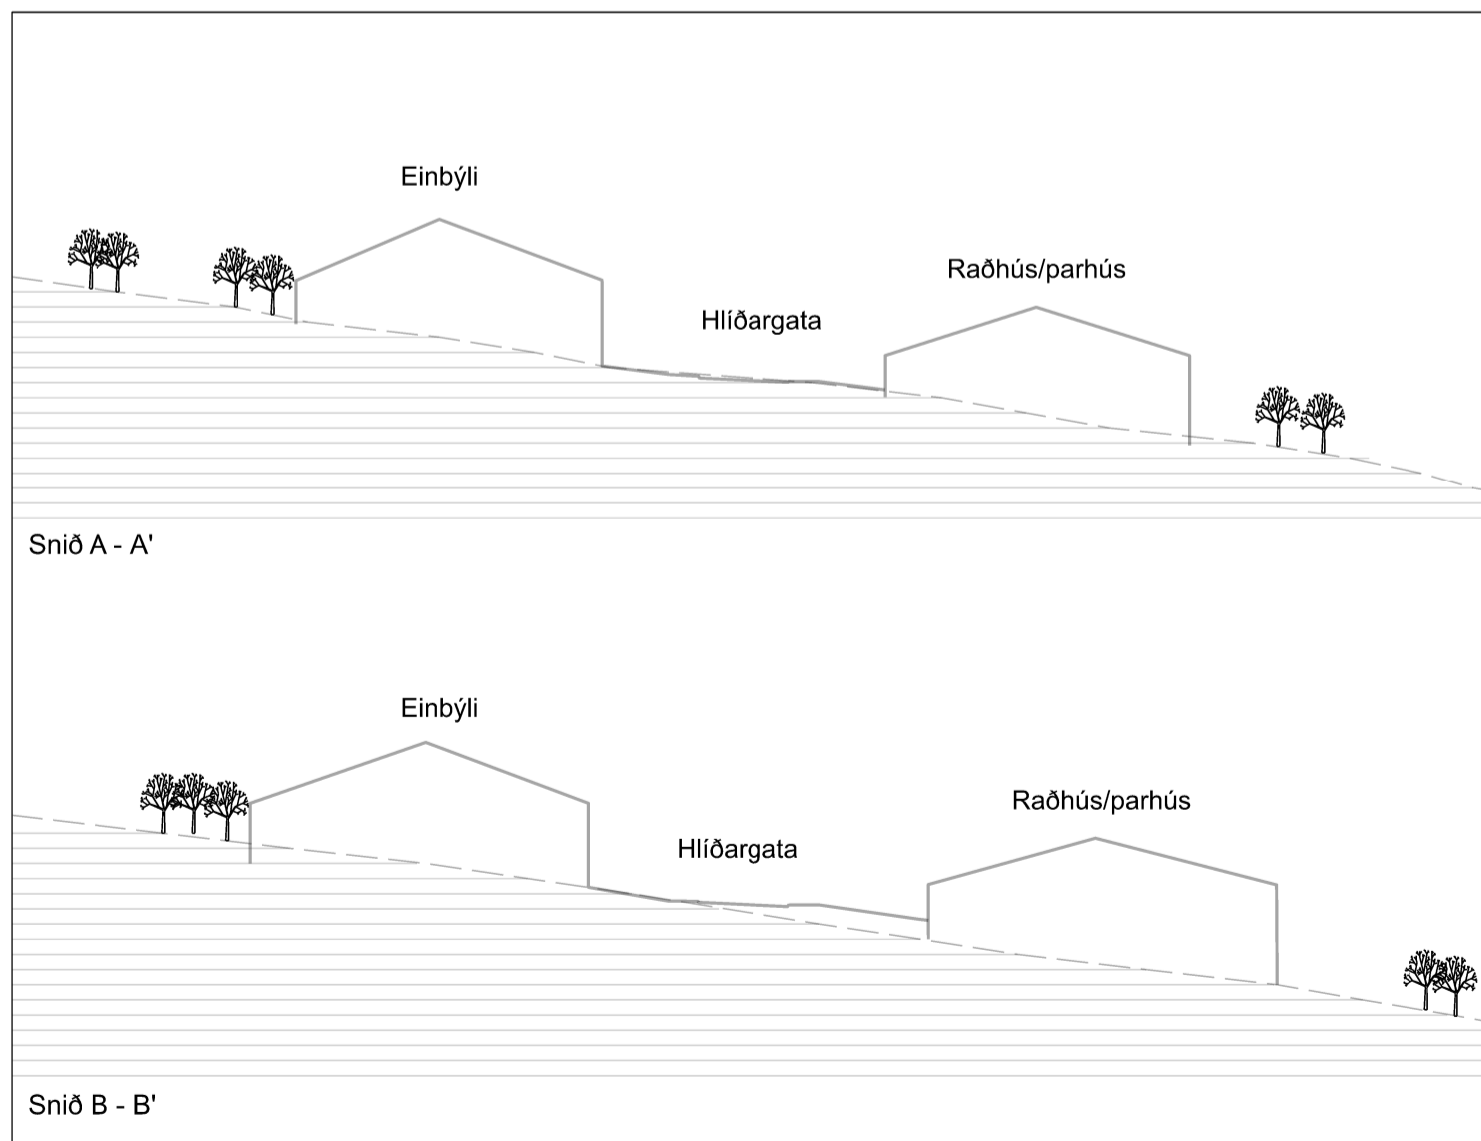 Einbýli
Raðhús/parhús
Hlíðargata
Snið A - A'
Einbýli
Raðhús/parhús
Hlíðargata
Snið B - B'